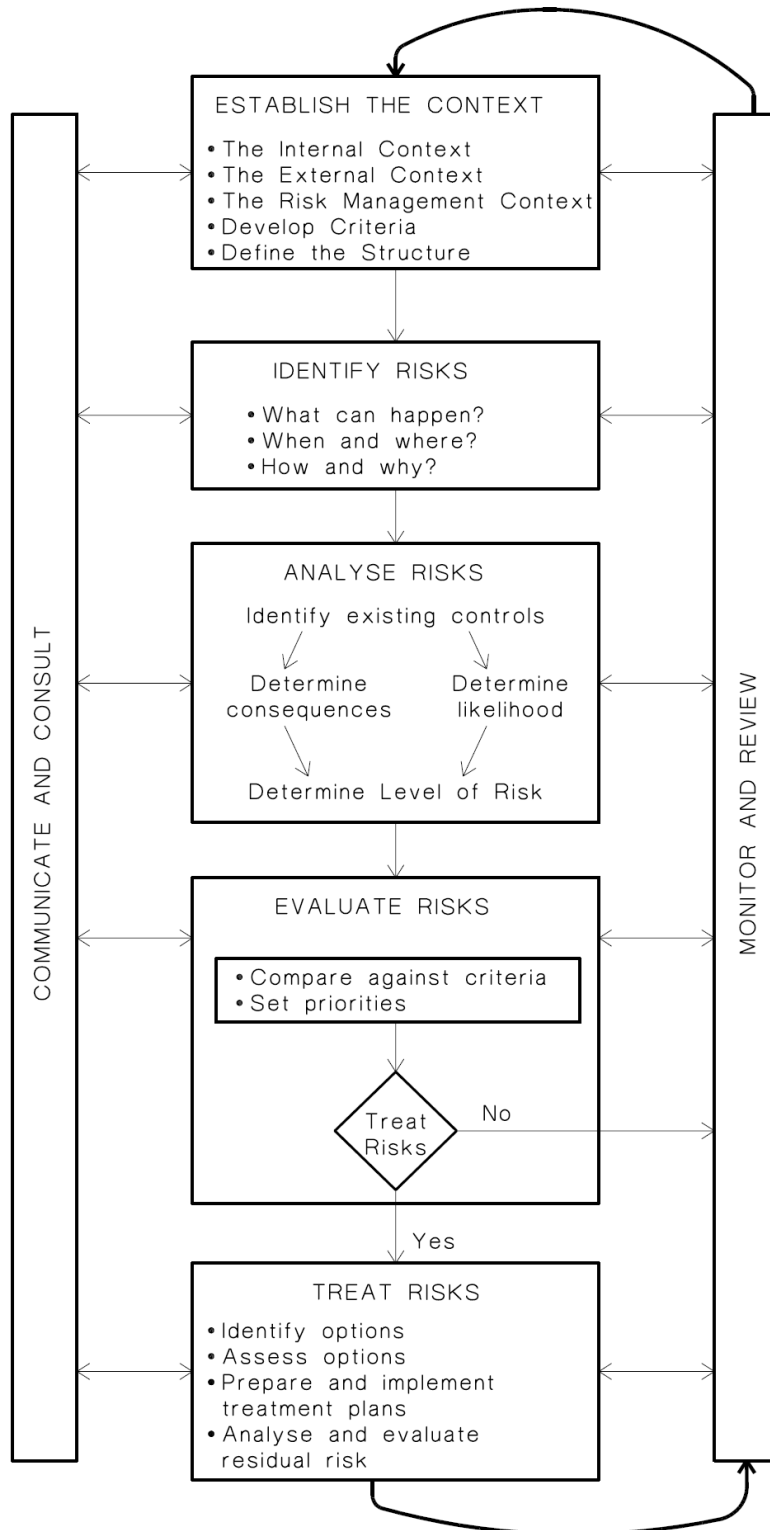 ESTABLISH THE CONTEXT
• The Internal Context
• The External Context
• The Risk Management Context
• Develop Criteria
• Define the Structure
IDENTIFY RISKS
• What can happen?
• When and where?
• How and why?
ANALYSE RISKS
Identify existing controls
Determine
consequences
Determine
likelihood
Determine Level of Risk
EVALUATE RISKS
• Compare against criteria
• Set priorities
Treat
Risks
No
Yes
TREAT RISKS
• Identify options
• Assess options
• Prepare and implement
treatment plans
• Analyse and evaluate
residual risk
COMMUNICATE AND CONSULT
MONITOR AND REVIEW